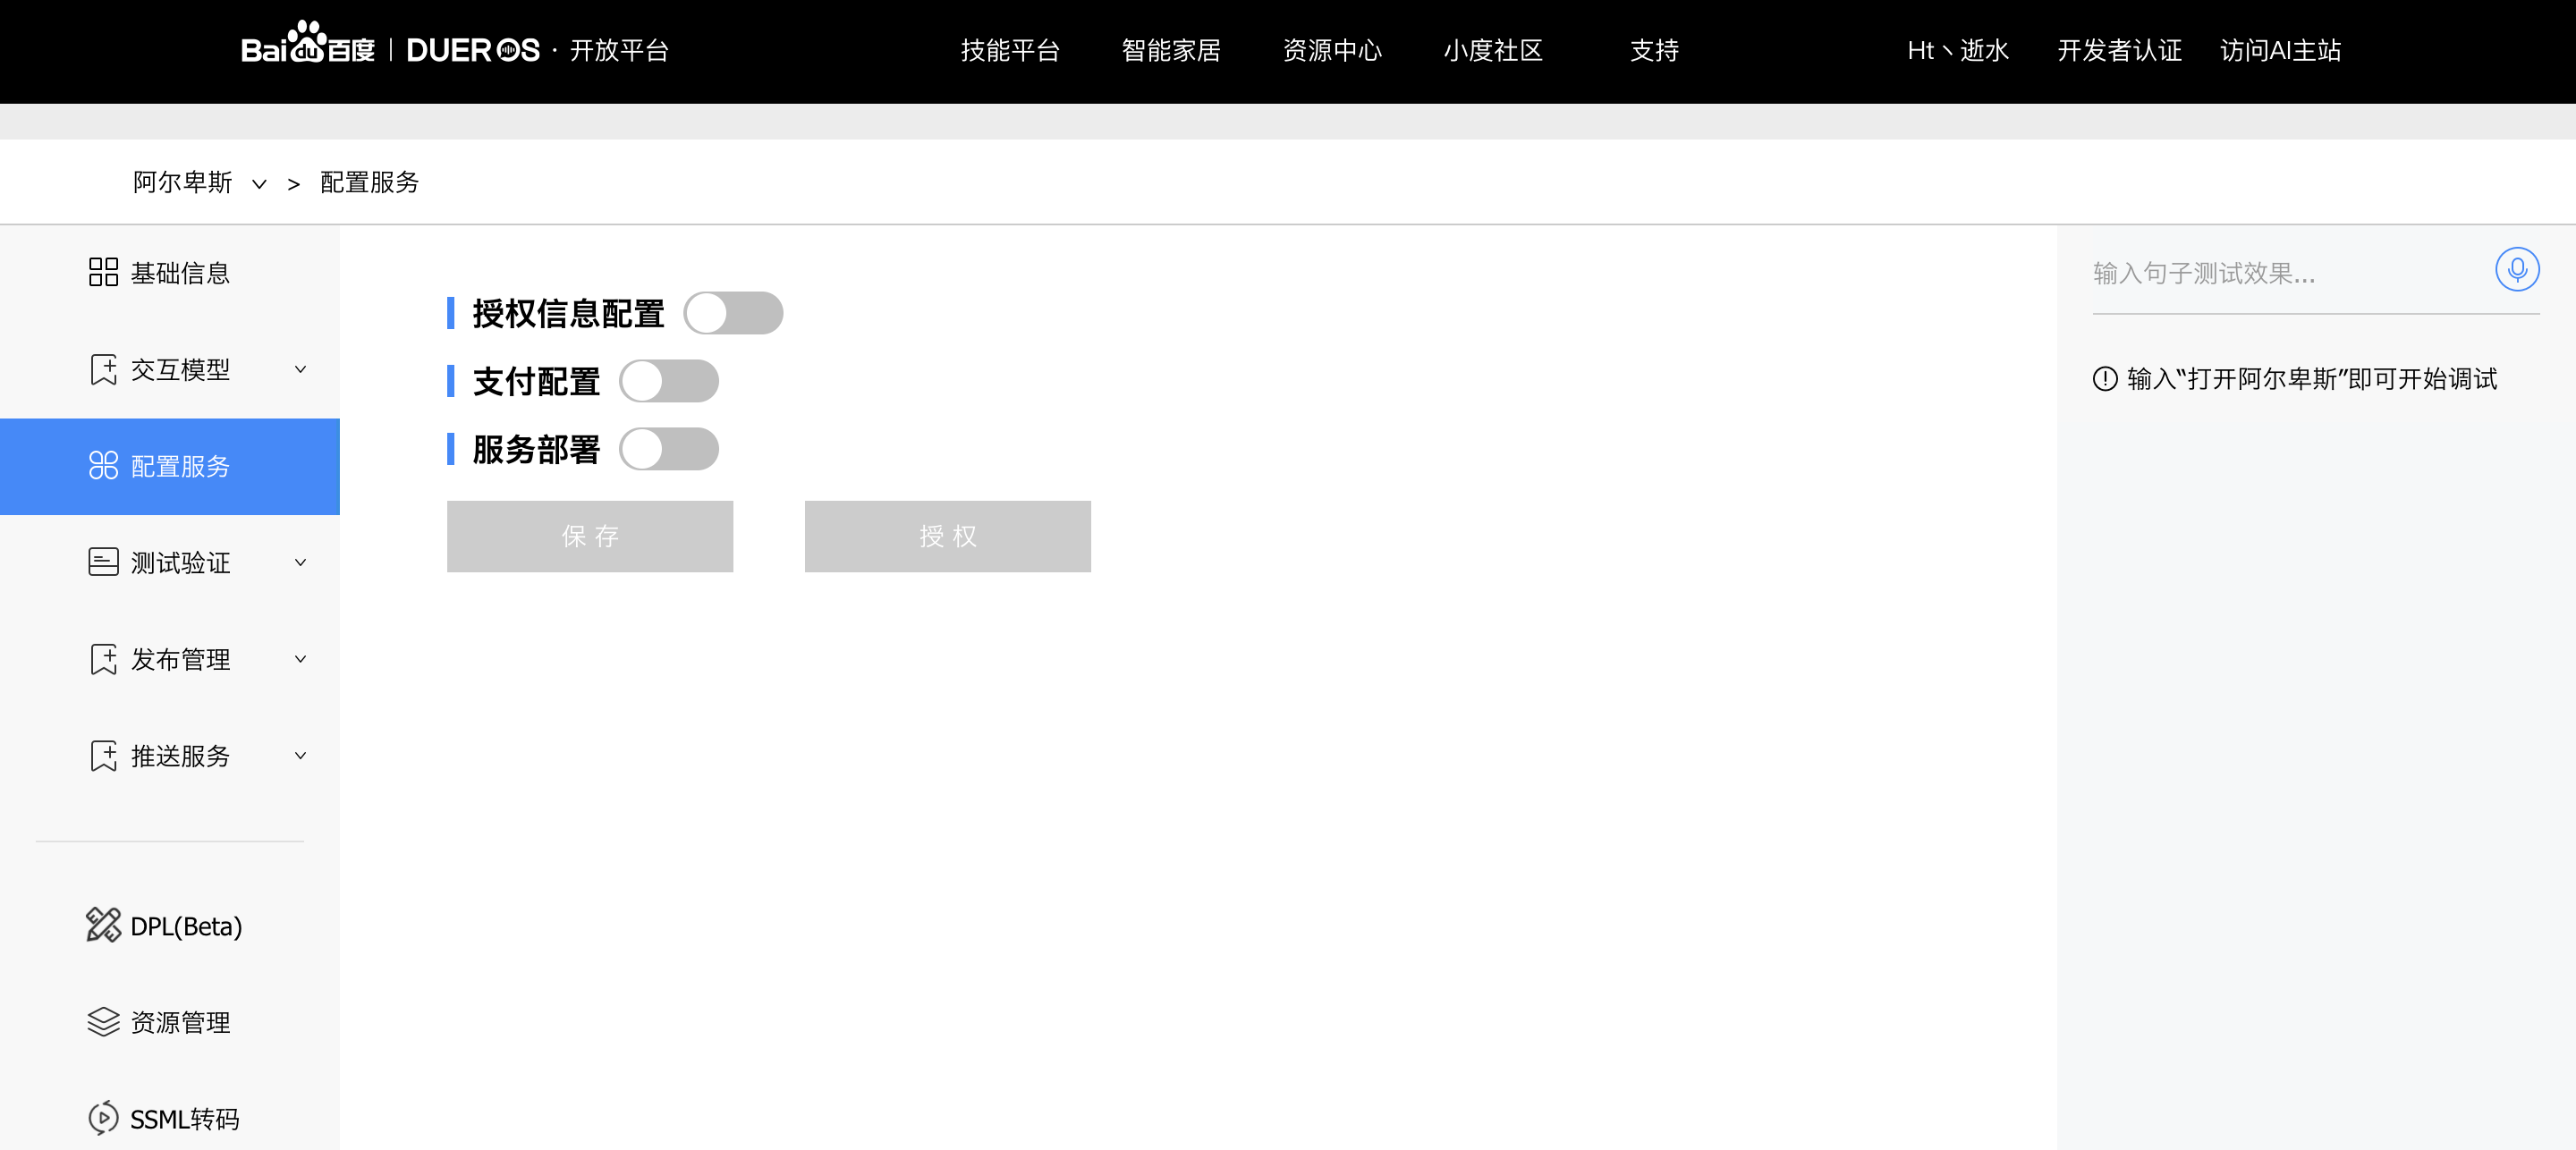 Bai du 百度 | DUEROS · 开放平台 技能平台 智能家居 资源中心 小度社区 支持 Ht丶逝水 开发者认证 访问AI主站
阿尔卑斯 > 配置服务
基础信息
交互模型
配置服务
测试验证
发布管理
推送服务
DPL(Beta)
资源管理
SSML转码
授权信息配置
支付配置
服务部署
保存 授权
输入句子测试效果...
输入“打开阿尔卑斯”即可开始调试